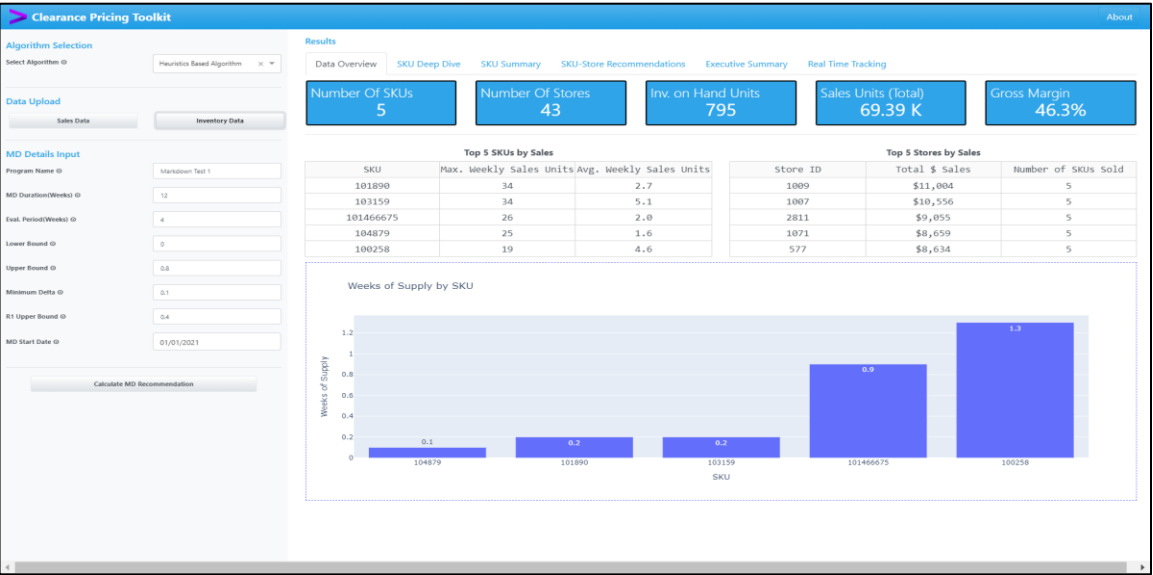 Clearance Pricing Toolkit
About
Algorithm Selection
Select Algorithm
Heuristics Based Algorithm
Data Upload
Sales Data
Inventory Data
MD Details Input
Program Name
Markdown Test 1
MD Duration(Weeks)
12
Eval. Period(Weeks)
4
Lower Bound
0
Upper Bound
0.8
Minimum Delta
0.1
R1 Upper Bound
0.4
MD Start Date
01/01/2021
Calculate MD Recommendation
Results
Data Overview SKU Deep Dive SKU Summary SKU-Store Recommendations Executive Summary Real Time Tracking
Number Of SKUs
5
Number Of Stores
43
Inv. on Hand Units
795
Sales Units (Total)
69.39 K
Gross Margin
46.3%
Top 5 SKUs by Sales
SKU Max. Weekly Sales Units Avg. Weekly Sales Units
101890 34 2.7
103159 34 5.1
101466675 26 2.0
104879 25 1.6
100258 19 4.6
Top 5 Stores by Sales
Store ID Total $ Sales Number of SKUs Sold
1009 $11,004 5
1007 $10,556 5
2811 $9,055 5
1071 $8,659 5
577 $8,634 5
Weeks of Supply by SKU
Weeks of Supply
1.2
1
0.8
0.6
0.4
0.2
0
0.1 0.2 0.2 0.9 1.3
104879 101890 103159 101466675 100258
SKU